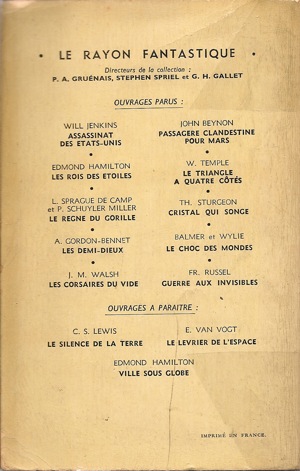 • LE RAYON FANTASTIQUE •
Directeurs de la collection :
P. A. GRUÉNAIS, STEPHEN SPRIEL et G. H. GALLET
OUVRAGES PARUS :
WILL JENKINS
ASSASSINAT
DES ETATS-UNIS
•
EDMOND HAMILTON
LES ROIS DES ETOILES
•
L. SPRAGUE DE CAMP
et P. SCHUYLER MILLER
LE REGNE DU GORILLE
•
A. GORDON-BENNET
LES DEMI-DIEUX
•
J. M. WALSH
LES CORSAIRES DU VIDE
JOHN BEYNON
PASSAGERE CLANDESTINE
POUR MARS
•
W. TEMPLE
LE TRIANGLE
A QUATRE CÔTÉS
•
TH. STURGEON
CRISTAL QUI SONGE
•
BALMER et WYLIE
LE CHOC DES MONDES
•
FR. RUSSEL
GUERRE AUX INVISIBLES
OUVRAGES A PARAITRE :
C. S. LEWIS
LE SILENCE DE LA TERRE
E. VAN VOGT
LE LEVRIER DE L'ESPACE
EDMOND HAMILTON
VILLE SOUS GLOBE
IMPRIMÉ EN FRANCE.